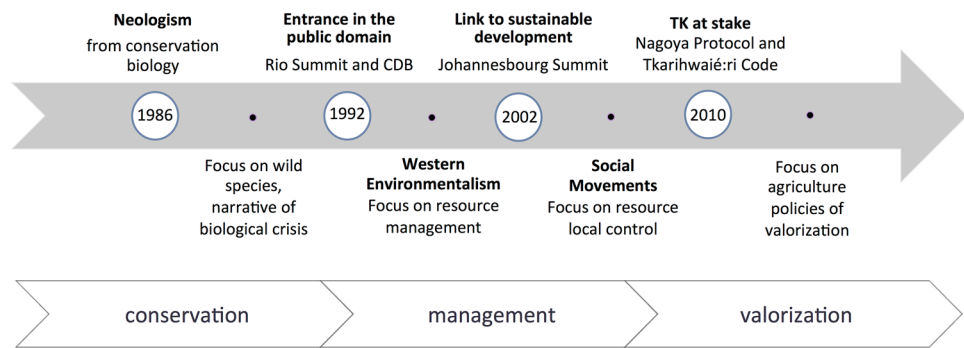 Neologism
from conservation
biology
Entrance in the
public domain
Rio Summit and CDB
Link to sustainable
development
Johannesbourg Summit
TK at stake
Nagoya Protocol and
Tkarihwaié:ri Code
1986
1992
2002
2010
Focus on wild
species,
narrative of
biological crisis
Western
Environmentalism
Focus on resource
management
Social
Movements
Focus on resource
local control
Focus on
agriculture
policies of
valorization
conservation
management
valorization